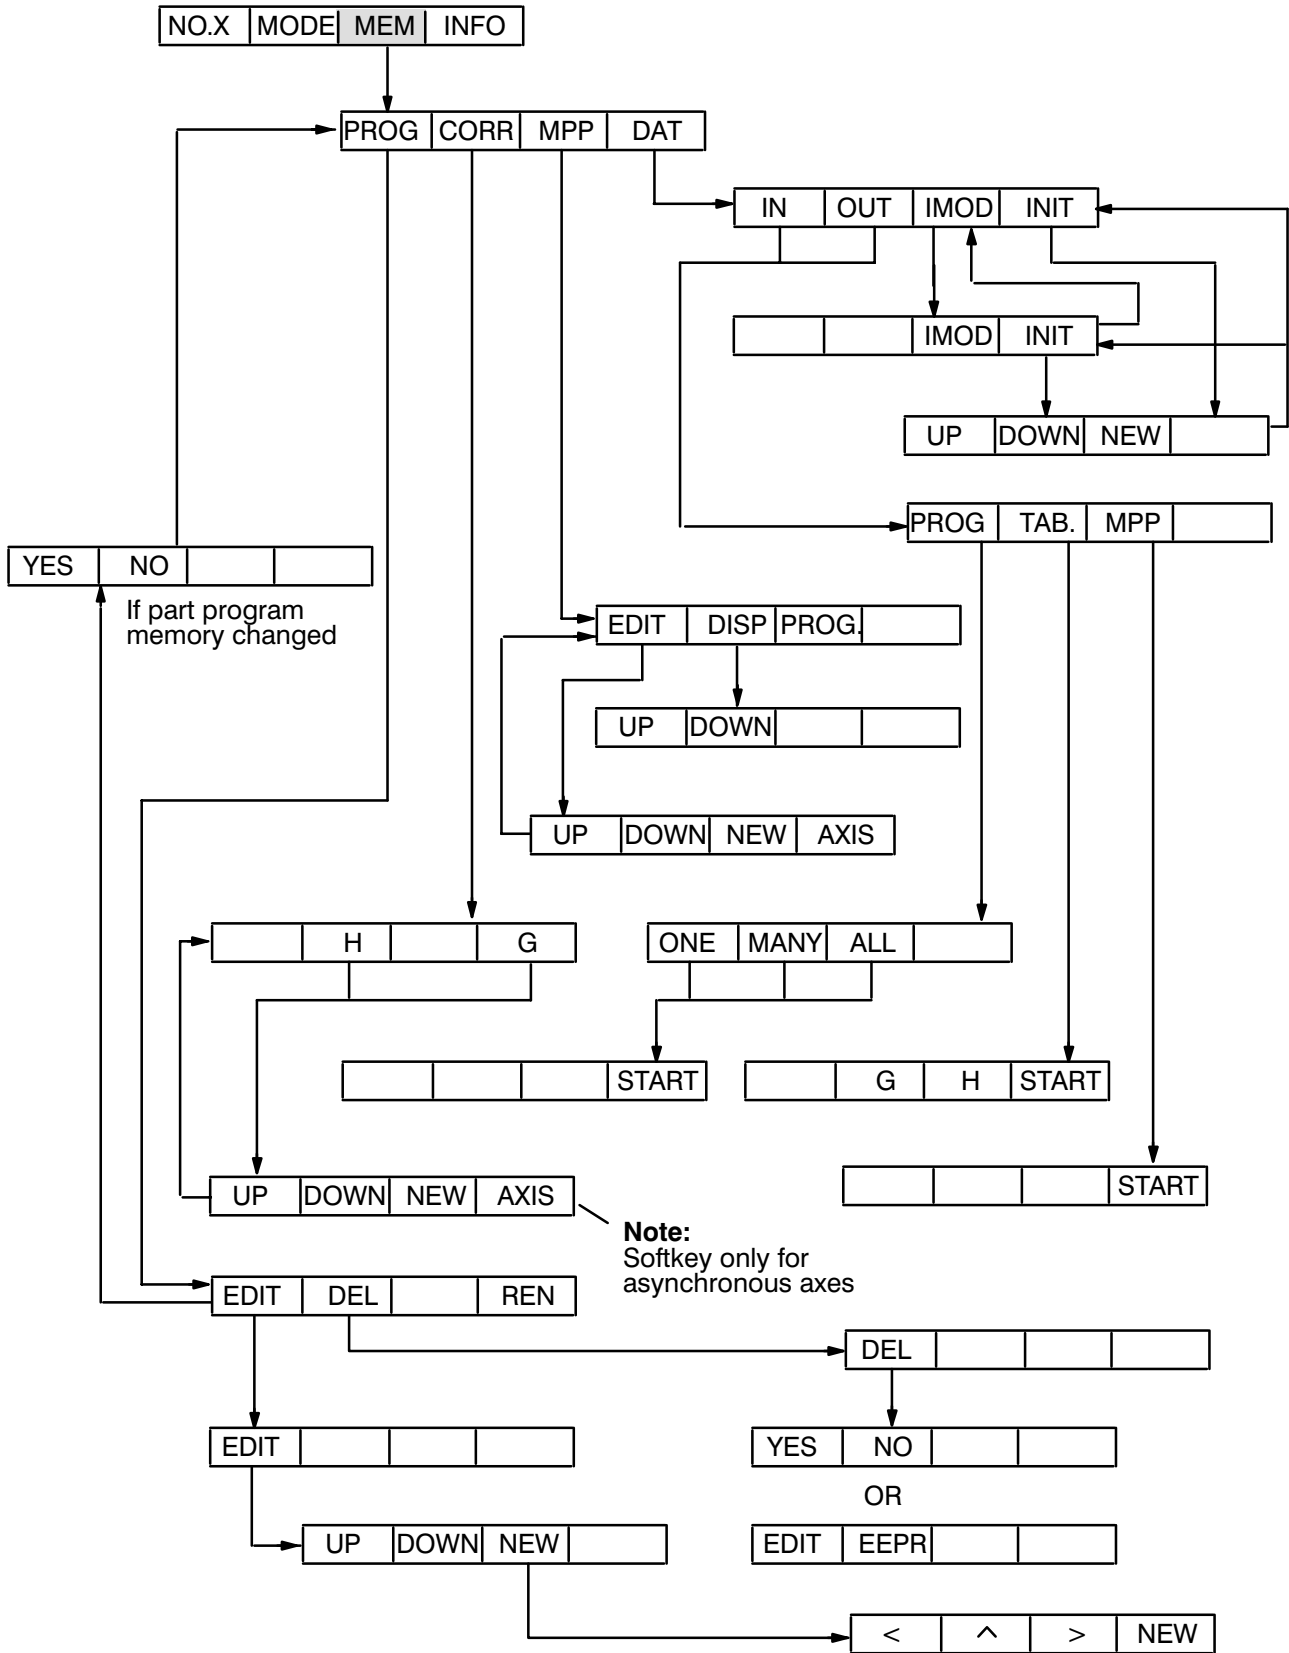 NO.X MODE MEM INFO
PROG CORR MPP DAT
IN OUT IMOD INIT
IMOD INIT
UP DOWN NEW
PROG TAB. MPP
YES NO
If part program
memory changed
EDIT DISP PROG.
UP DOWN
UP DOWN NEW AXIS
H G
ONE MANY ALL
START
G H START
UP DOWN NEW AXIS
START
Note:
Softkey only for
asynchronous axes
EDIT DEL REN
DEL
EDIT
YES NO
OR
UP DOWN NEW
EDIT EEPR
< ^ > NEW